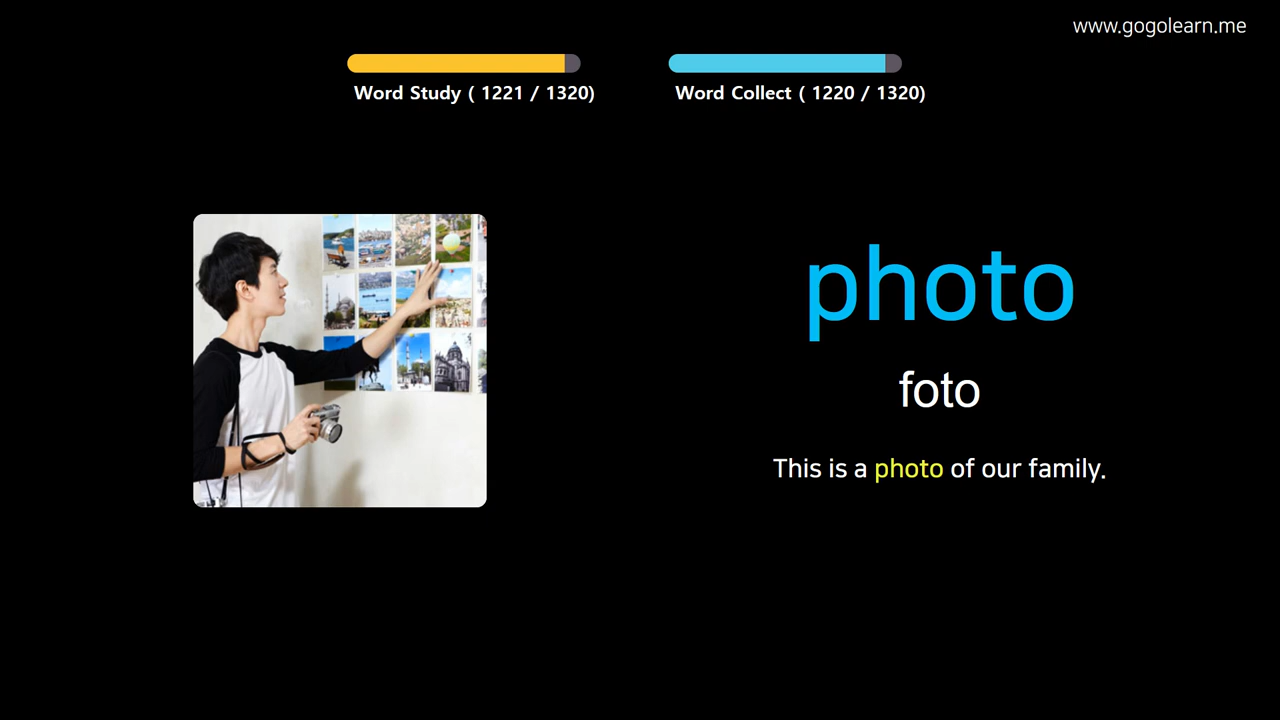 www.gogolearn.me
Word Study ( 1221 / 1320)
Word Collect ( 1220 / 1320)
photo
foto
This is a photo of our family.